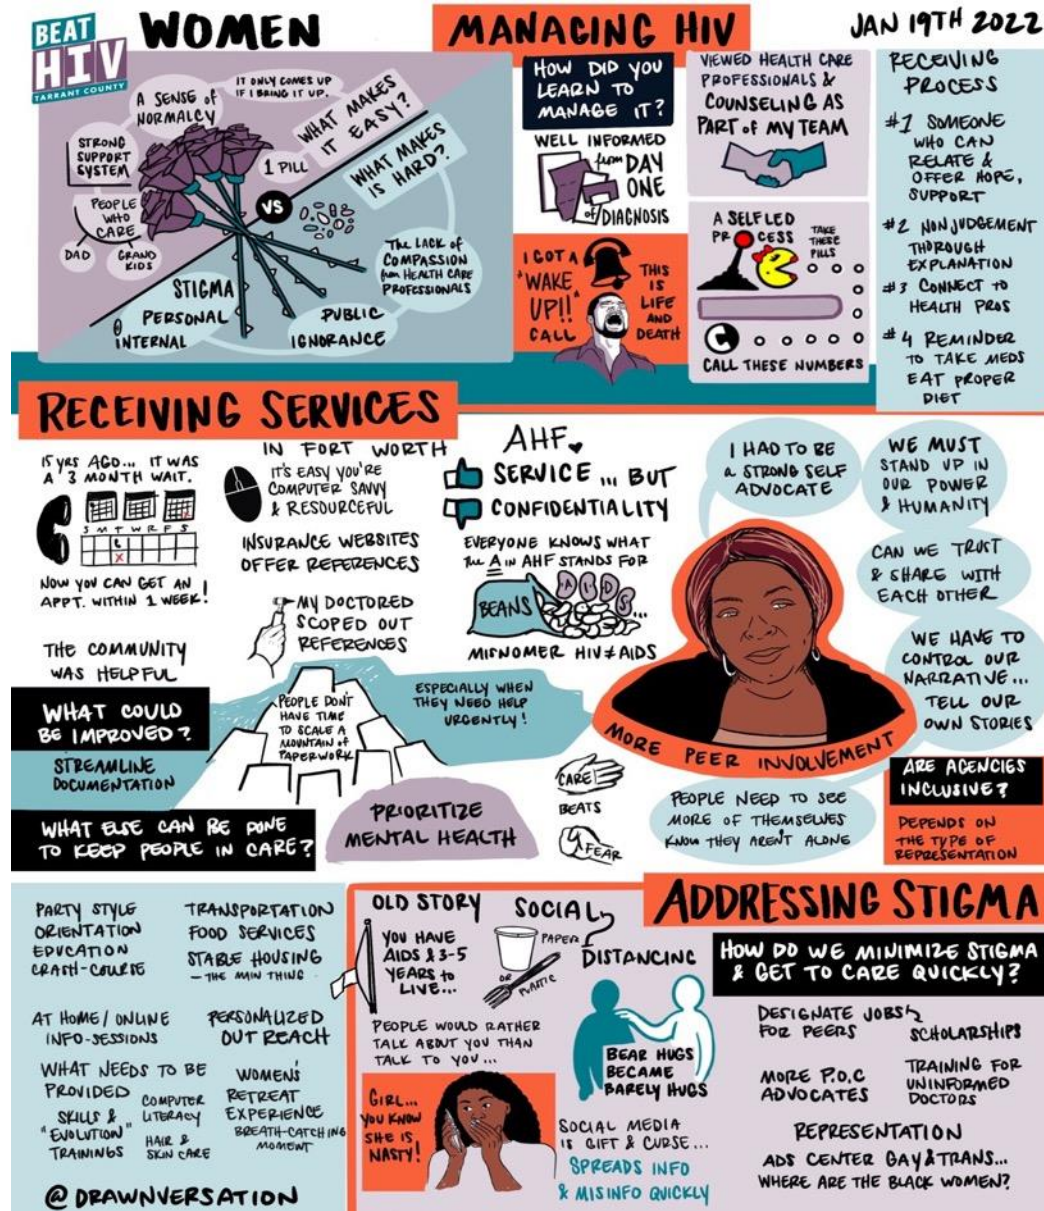 BEAT
HIV
TARRANT COUNTY
WOMEN
IT ONLY COMES UP
IF I BRING IT UP.
A SENSE of
NORMALCY
STRONG
SUPPORT
SYSTEM
PEOPLE
WHO
CARE
DAD
GRAND
KIDS
1 PILL
WHAT MAKES
IT EASY?
VS
WHAT MAKES
IS HARD?
The LACK of
COMPASSION
from HEALTH CARE
PROFESSIONALS
STIGMA
PERSONAL
INTERNAL
PUBLIC
IGNORANCE
MANAGING HIV
JAN 19TH 2022
HOW DID YOU
LEARN TO
MANAGE IT?
WELL INFORMED
from DAY
ONE
of DIAGNOSIS
I GOT A
"WAKE
UP!!"
CALL
THIS
IS
LIFE
AND
DEATH
VIEWED HEALTH CARE
PROFESSIONALS &
COUNSELING AS
PART of MY TEAM
A SELF LED
PROCESS
TAKE
THESE
PILLS
C
CALL THESE NUMBERS
RECEIVING
PROCESS
#1 SOMEONE
WHO CAN
RELATE &
OFFER HOPE,
SUPPORT
#2 NON JUDGEMENT
THOROUGH
EXPLANATION
#3 CONNECT TO
HEALTH PROS
#4 REMINDER
TO TAKE MEDS
EAT PROPER
DIET
RECEIVING SERVICES
15 YRS AGO... IT WAS
A 3 MONTH WAIT.
S M T W R F S
X
NOW YOU CAN GET AN
APPT. WITHIN 1 WEEK!
THE COMMUNITY
WAS HELPFUL
IN FORT WORTH
IT'S EASY YOU'RE
COMPUTER SAVVY
& RESOURCEFUL
INSURANCE WEBSITES
OFFER REFERENCES
MY DOCTORED
SCOPED OUT
REFERENCES
AHF
SERVICE ... BUT
CONFIDENTIALITY
EVERYONE KNOWS WHAT
the A IN AHF STANDS FOR
BEANS
AIDS...
MISNOMER HIV≠AIDS
I HAD TO BE
a STRONG SELF
ADVOCATE
WE MUST
STAND UP IN
OUR POWER
& HUMANITY
CAN WE TRUST
& SHARE WITH
EACH OTHER
WE HAVE TO
CONTROL OUR
NARRATIVE...
TELL OUR
OWN STORIES
MORE PEER INVOLVEMENT
PEOPLE NEED TO SEE
MORE OF THEMSELVES
KNOW THEY AREN'T ALONE
ARE AGENCIES
INCLUSIVE?
DEPENDS ON
THE TYPE OF
REPRESENTATION
WHAT COULD
BE IMPROVED?
STREAMLINE
DOCUMENTATION
PEOPLE DON'T
HAVE TIME
TO SCALE A
MOUNTAIN of
PAPERWORK
ESPECIALLY WHEN
THEY NEED HELP
URGENTLY!
WHAT ELSE CAN BE DONE
TO KEEP PEOPLE IN CARE?
PRIORITIZE
MENTAL HEALTH
CARE
BEATS
FEAR
PARTY STYLE
ORIENTATION
EDUCATION
CRASH-COURSE
TRANSPORTATION
FOOD SERVICES
STABLE HOUSING
— THE MAIN THING
AT HOME/ONLINE
INFO-SESSIONS
PERSONALIZED
OUT REACH
WHAT NEEDS TO BE
PROVIDED
SKILLS &
"EVOLUTION"
TRAININGS
COMPUTER
LITERACY
HAIR &
SKIN CARE
WOMEN'S
RETREAT
EXPERIENCE
BREATH-CATCHING
MOMENT
@DRAWNVERSATION
ADDRESSING STIGMA
OLD STORY
YOU HAVE
AIDS & 3-5
YEARS to
LIVE...
SOCIAL
DISTANCING
PAPER
OR
PLASTIC
PEOPLE WOULD RATHER
TALK ABOUT YOU THAN
TALK TO YOU...
GIRL...
YOU KNOW
SHE IS
NASTY!
BEAR HUGS
BECAME
BARELY HUGS
SOCIAL MEDIA
IS GIFT & CURSE...
SPREADS INFO
& MISINFO QUICKLY
HOW DO WE MINIMIZE STIGMA
& GET TO CARE QUICKLY?
DESIGNATE JOBS
FOR PEERS
SCHOLARSHIPS
MORE P.O.C
ADVOCATES
TRAINING FOR
UNINFORMED
DOCTORS
REPRESENTATION
ADS CENTER GAY & TRANS...
WHERE ARE THE BLACK WOMEN?